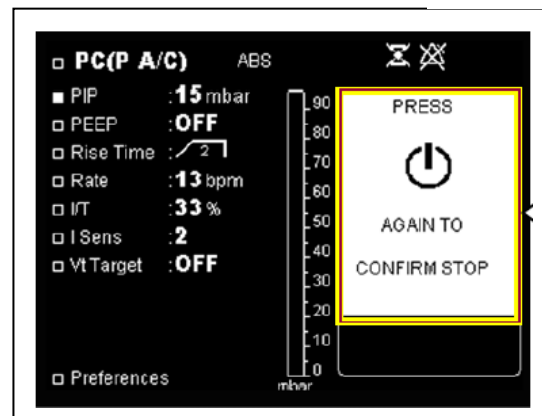 PC(P A/C) ABS
PIP :15 mbar
PEEP :OFF
Rise Time : 2
Rate :13 bpm
I/T :33 %
I Sens :2
Vt Target :OFF
Preferences
90
80
70
60
50
40
30
20
10
0
mbar
PRESS
AGAIN TO
CONFIRM STOP